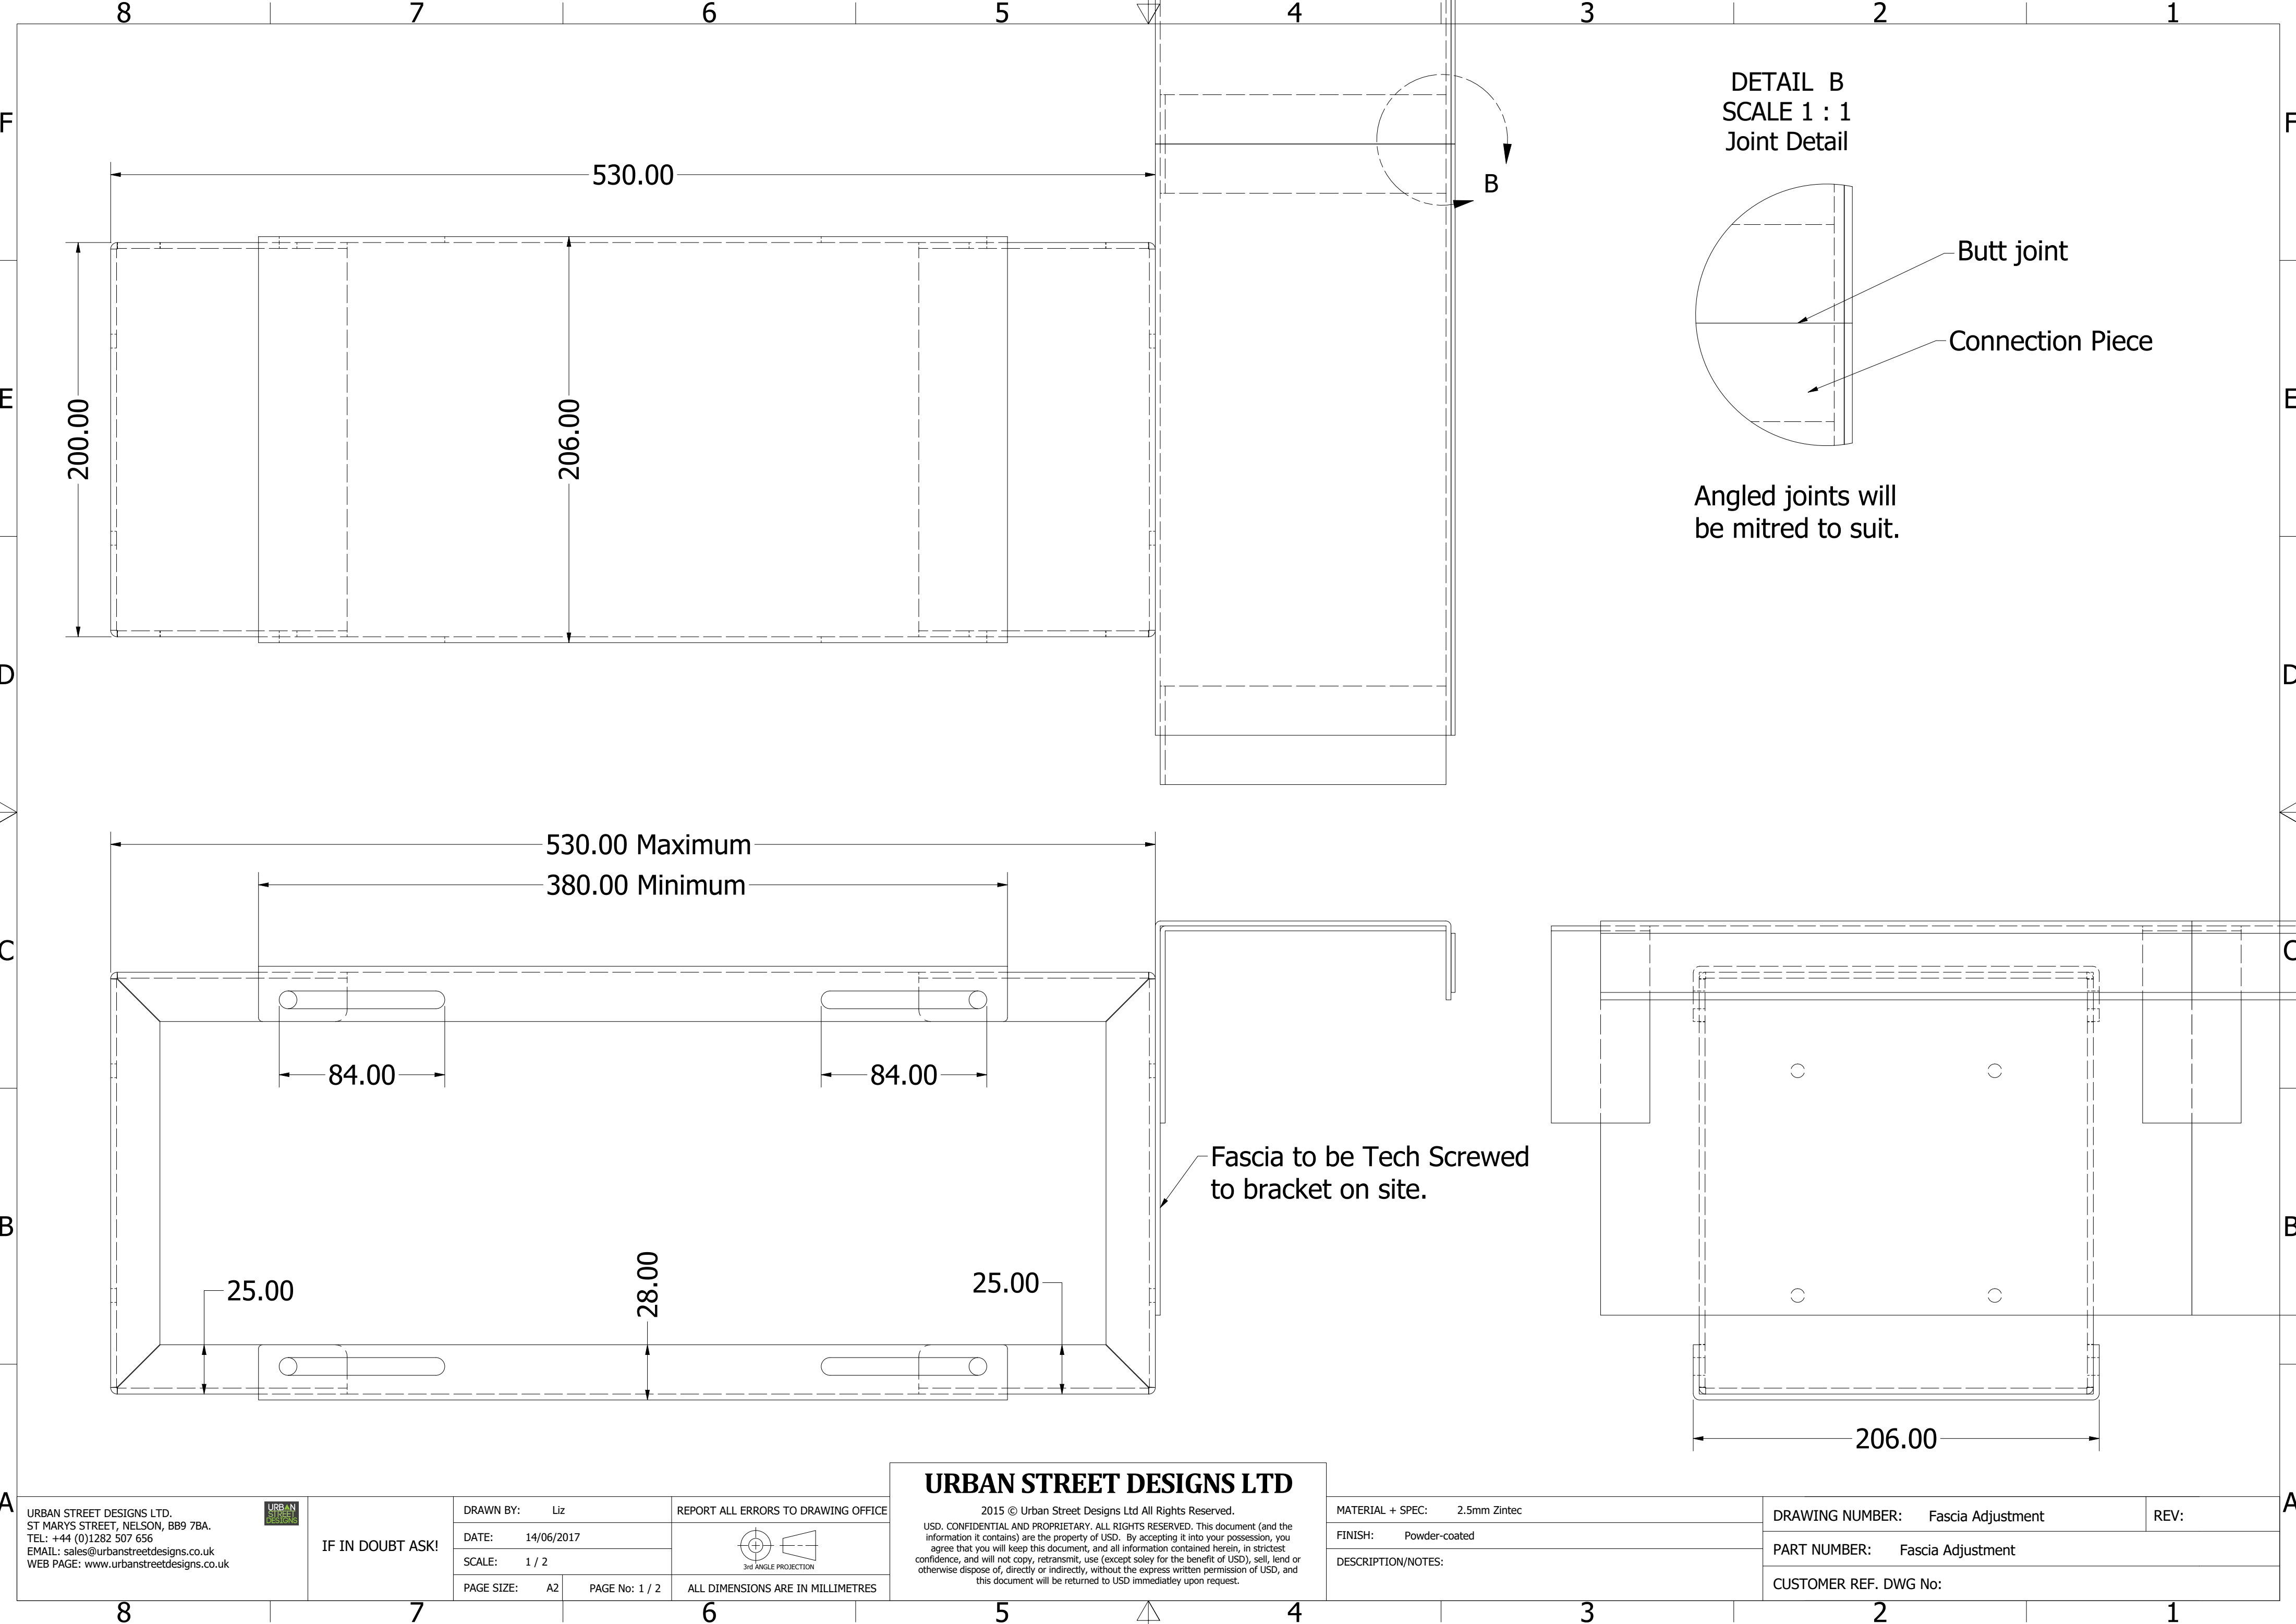 8 7 6 5 4 3 2 1
F F
E E
D D
C C
B B
A A
DETAIL B
SCALE 1 : 1
Joint Detail
530.00
B
Butt joint
Connection Piece
200.00
206.00
Angled joints will
be mitred to suit.
530.00 Maximum
380.00 Minimum
84.00
84.00
Fascia to be Tech Screwed
to bracket on site.
25.00
28.00
25.00
206.00
URBAN STREET DESIGNS LTD.
ST MARYS STREET, NELSON, BB9 7BA.
TEL: +44 (0)1282 507 656
EMAIL: sales@urbanstreetdesigns.co.uk
WEB PAGE: www.urbanstreetdesigns.co.uk
URBAN
STREET
DESIGNS
IF IN DOUBT ASK!
DRAWN BY: Liz
DATE: 14/06/2017
SCALE: 1 / 2
PAGE SIZE: A2
PAGE No: 1 / 2
REPORT ALL ERRORS TO DRAWING OFFICE
3rd ANGLE PROJECTION
ALL DIMENSIONS ARE IN MILLIMETRES
URBAN STREET DESIGNS LTD
2015 © Urban Street Designs Ltd All Rights Reserved.
USD. CONFIDENTIAL AND PROPRIETARY. ALL RIGHTS RESERVED. This document (and the
information it contains) are the property of USD. By accepting it into your possession, you
agree that you will keep this document, and all information contained herein, in strictest
confidence, and will not copy, retransmit, use (except soley for the benefit of USD), sell, lend or
otherwise dispose of, directly or indirectly, without the express written permission of USD, and
this document will be returned to USD immediatley upon request.
MATERIAL + SPEC: 2.5mm Zintec
FINISH: Powder-coated
DESCRIPTION/NOTES:
DRAWING NUMBER: Fascia Adjustment
REV:
PART NUMBER: Fascia Adjustment
CUSTOMER REF. DWG No:
8 7 6 5 4 3 2 1